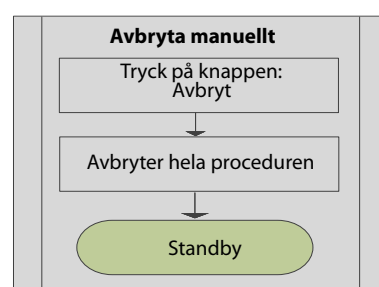 Avbryta manuellt
Tryck på knappen:
Avbryt
Avbryter hela proceduren
Standby